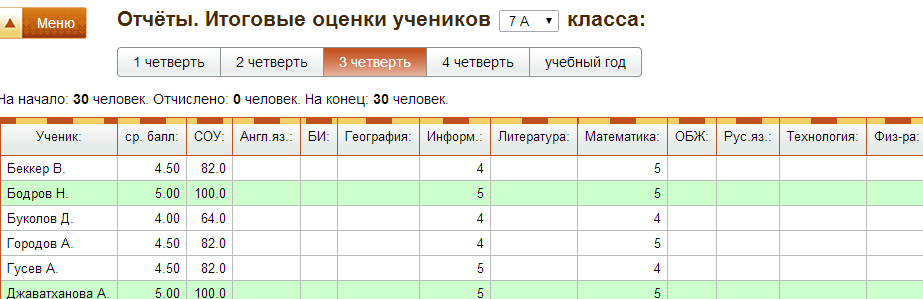 Меню
Отчёты. Итоговые оценки учеников 7 А класса:
1 четверть 2 четверть 3 четверть 4 четверть учебный год
На начало: 30 человек. Отчислено: 0 человек. На конец: 30 человек.
Ученик: ср. балл: СОУ: Англ.яз.: БИ: География: Информ.: Литература: Математика: ОБЖ: Рус.яз.: Технология: Физ-ра:
Беккер В. 4.50 82.0 4 5
Бодров Н. 5.00 100.0 5 5
Буколов Д. 4.00 64.0 4 4
Городов А. 4.50 82.0 4 5
Гусев А. 4.50 82.0 5 4
Джаватханова А. 5.00 100.0 5 5